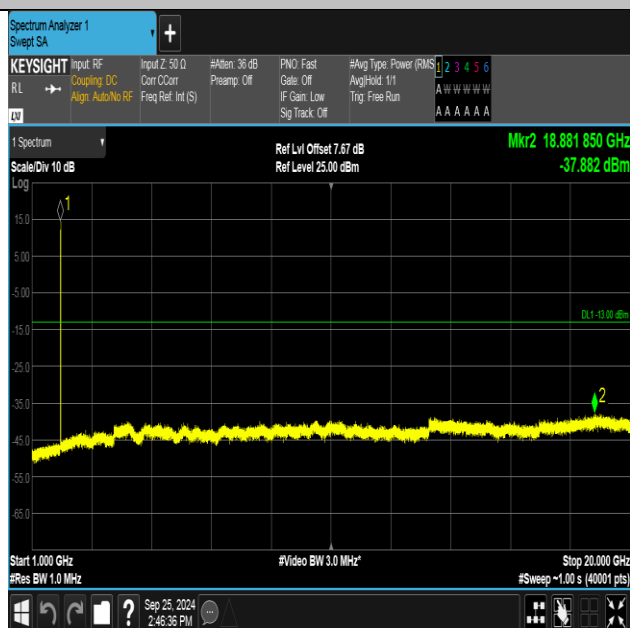 Spectrum Analyzer 1
Swept SA
+
KEYSIGHT
RL
LXI
Input: RF
Coupling: DC
Align: Auto/No RF
Input Z: 50 Ω
Corr CCorr
Freq Ref: Int (S)
#Atten: 36 dB
Preamp: Off
PNO: Fast
Gate: Off
IF Gain: Low
Sig Track: Off
#Avg Type: Power (RMS
Avg|Hold: 1/1
Trig: Free Run
1 2 3 4 5 6
A W W W W W
A A A A A A
1 Spectrum
Scale/Div 10 dB
Log
Ref Lvl Offset 7.67 dB
Ref Level 25.00 dBm
Mkr2 18.881 850 GHz
-37.882 dBm
1
15.0
5.00
-5.00
DL1 -13.00 dBm
-15.0
-25.0
-35.0
2
-45.0
-55.0
-65.0
Start 1.000 GHz
#Res BW 1.0 MHz
#Video BW 3.0 MHz*
Stop 20.000 GHz
#Sweep ~1.00 s (40001 pts)
?
Sep 25, 2024
2:46:36 PM